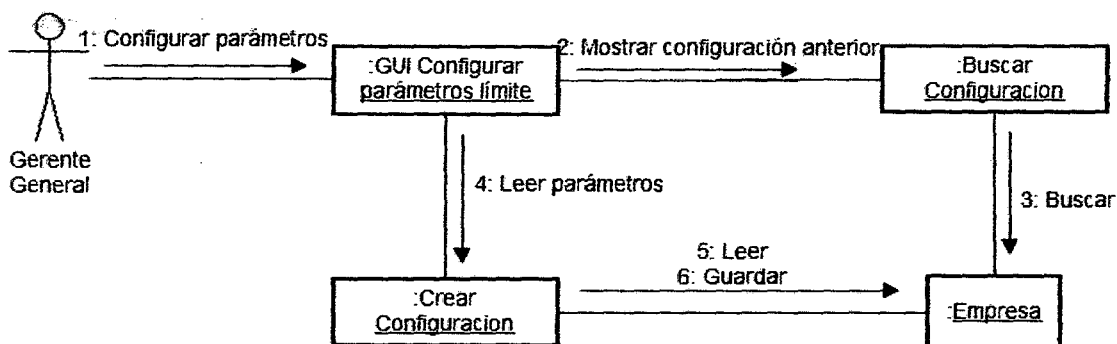 1: Configurar parámetros
2: Mostrar configuración anterior
:GUI Configurar
parámetros límite
:Buscar
Configuracion
Gerente
General
4: Leer parámetros
3: Buscar
5: Leer
6: Guardar
:Crear
Configuracion
:Empresa